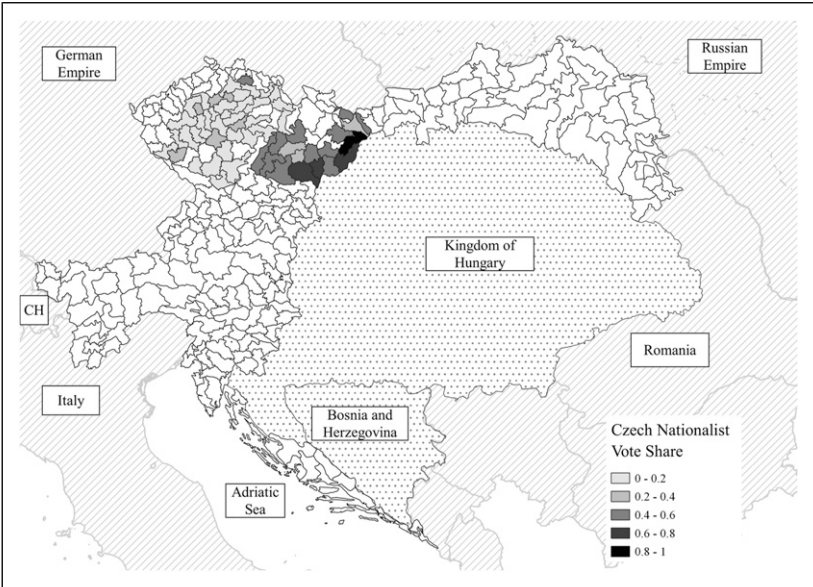 German
Empire
Russian
Empire
Kingdom of
Hungary
CH
Romania
Italy
Bosnia and
Herzegovina
Adriatic
Sea
Czech Nationalist
Vote Share
0 - 0.2
0.2 - 0.4
0.4 - 0.6
0.6 - 0.8
0.8 - 1